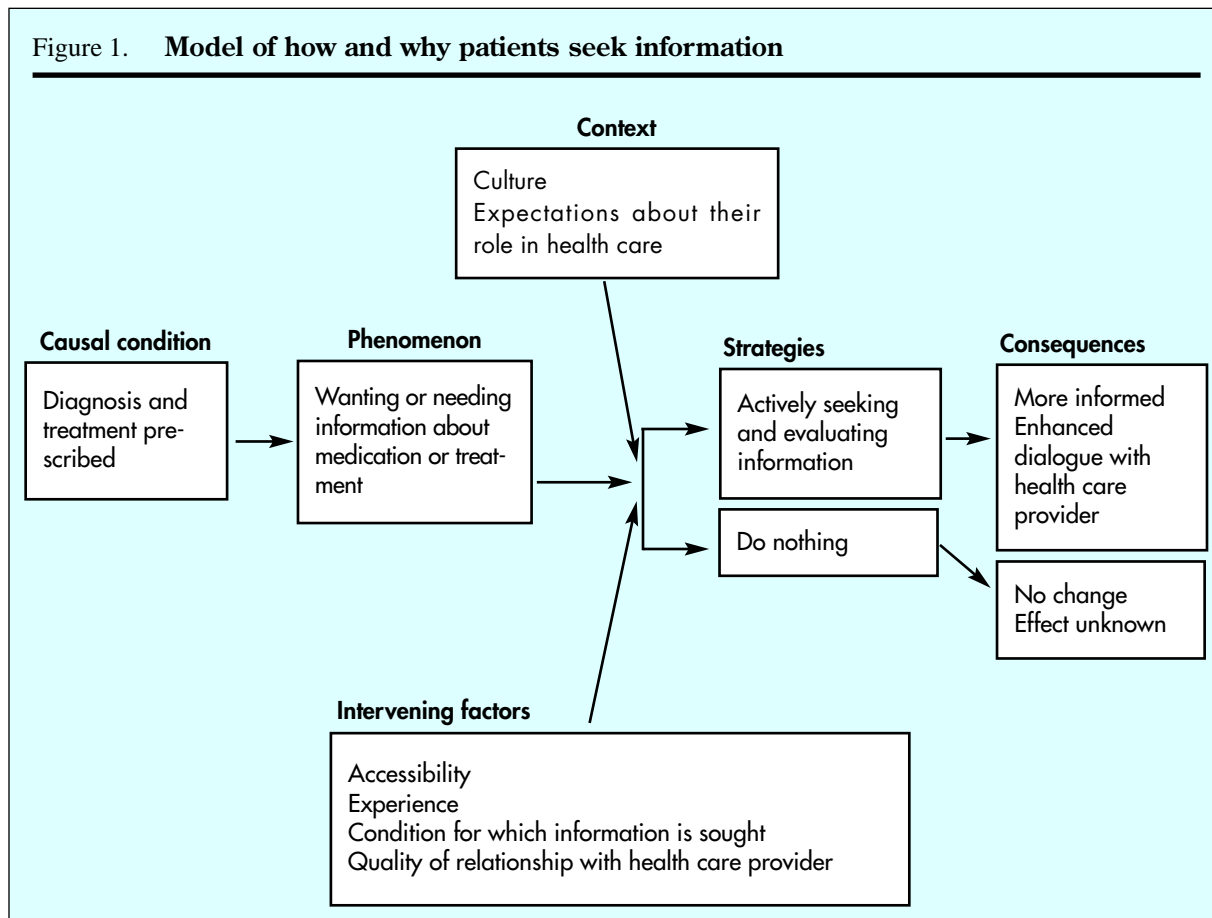 Figure 1. Model of how and why patients seek information
Context
Culture
Expectations about their
role in health care
Causal condition
Diagnosis and
treatment pre-
scribed
Phenomenon
Wanting or needing
information about
medication or treat-
ment
Strategies
Actively seeking
and evaluating
information
Do nothing
Consequences
More informed
Enhanced
dialogue with
health care
provider
No change
Effect unknown
Intervening factors
Accessibility
Experience
Condition for which information is sought
Quality of relationship with health care provider